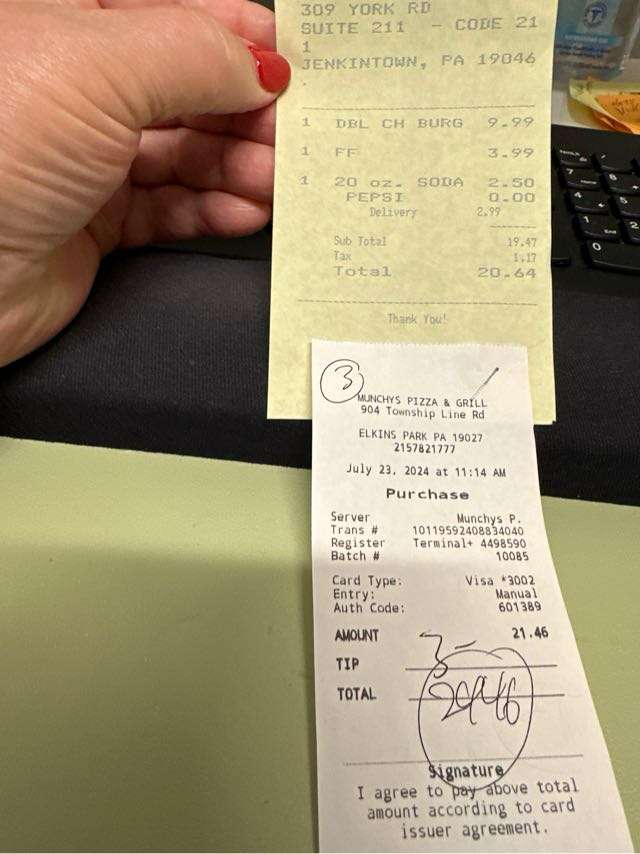 309 YORK RD
SUITE 211 - CODE 21
1
JENKINTOWN, PA 19046
.
1 DBL CH BURG 9.99
1 FF 3.99
1 20 oz. SODA 2.50
PEPSI 0.00
Delivery 2.99
Sub Total 19.47
Tax 1.17
Total 20.64
Thank You!
3
MUNCHYS PIZZA & GRILL
904 Township Line Rd
ELKINS PARK PA 19027
2157821777
July 23, 2024 at 11:14 AM
Purchase
Server Munchys P.
Trans # 10119592408834040
Register Terminal+ 4498590
Batch # 10085
Card Type: Visa *3002
Entry: Manual
Auth Code: 601389
AMOUNT 21.46
TIP 3-
TOTAL 24.46
Signature
I agree to pay above total
amount according to card
issuer agreement.